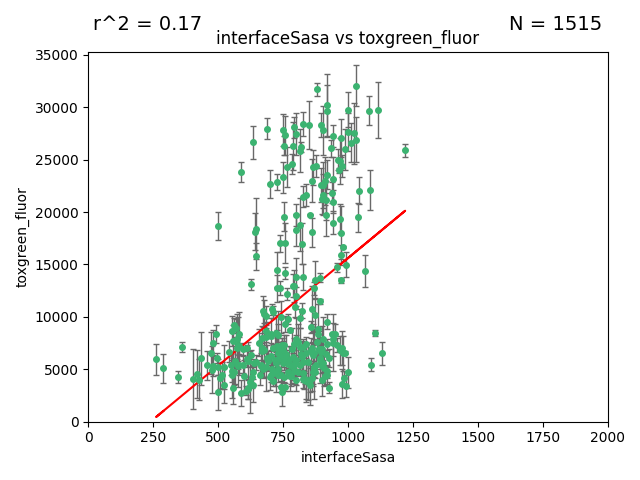 r^2 = 0.17
N = 1515
interfaceSasa vs toxgreen_fluor
35000
30000
25000
20000
15000
10000
5000
0
toxgreen_fluor
0 250 500 750 1000 1250 1500 1750 2000
interfaceSasa